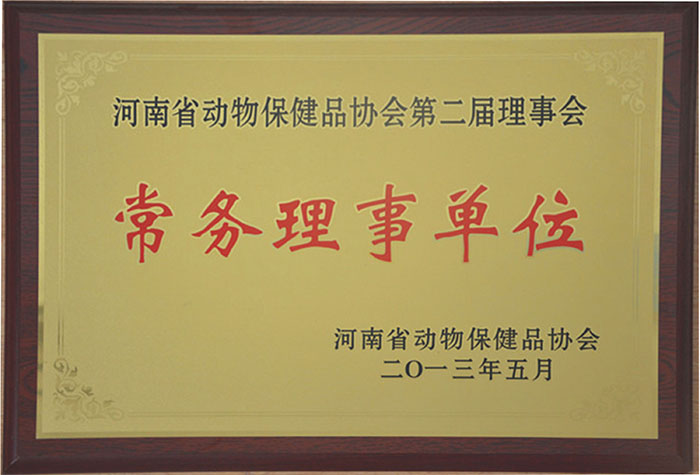 河南省动物保健品协会第二届理事会
常务理事单位
河南省动物保健品协会
二O一三年五月